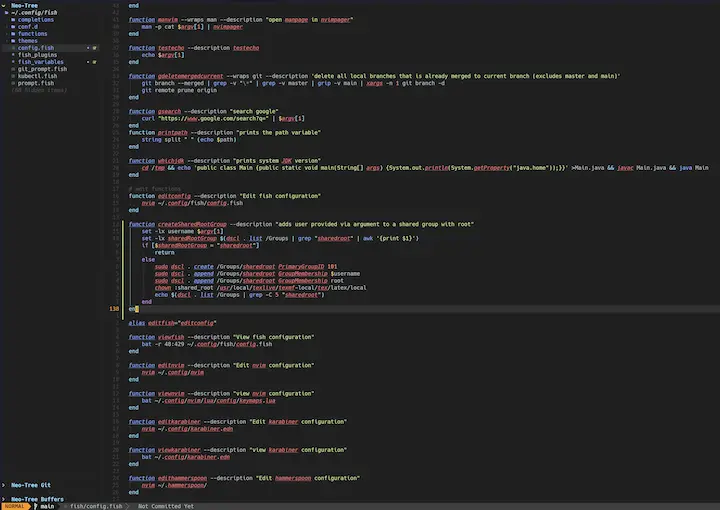 Neo-Tree
~/.config/fish
completions
conf.d
functions
themes
config.fish
fish_plugins
fish_variables
git_prompt.fish
kubectl.fish
prompt.fish
Neo-Tree Git
Neo-Tree Buffers
end
function manvim --wraps man --description "open manpage in nvimpager"
man -p cat $argv[1] | nvimpager
end
function testecho --description testecho
echo $argv[1]
end
function gdeletemergedcurrent --wraps git --description 'delete all local branches that is already merged to current branch (excludes master and main)'
git branch --merged | grep -v "\*" | grep -v master | grip -v main | xargs -n 1 git branch -d
git remote prune origin
end
function gsearch --description "search google"
curl "https://www.google.com/search?q=" | $argv[1]
end
function printpath --description "prints the path variable"
string split " " (echo $path)
end
function whichjdk --description "prints system JDK version"
cd /tmp && echo 'public class Main {public static void main(String[] args) {System.out.println(System.getProperty("java.home"));}}' >Main.java && javac Main.java && java Main
end
# edit functions
function editconfig --description "Edit fish configuration"
nvim ~/.config/fish/config.fish
end
function createSharedRootGroup --description "adds user provided via argument to a shared group with root"
set -lx username $argv[1]
set -lx sharedRootGroup $(dscl . list /Groups | grep "sharedroot" | awk '{print $1}')
if [$sharedRootGroup = "sharedroot"]
return
else
sudo dscl . create /Groups/sharedroot PrimaryGroupID 101
sudo dscl . append /Groups/sharedroot GroupMembership $username
sudo dscl . append /Groups/sharedroot GroupMembership root
chown :shared_root /usr/local/texlive/texmf-local/tex/latex/local
echo $(dscl . list /Groups | grep -C 5 "sharedroot")
end
138 end
alias editfish="editconfig"
function viewfish --description "View fish configuration"
bat -r 40:429 ~/.config/fish/config.fish
end
function editnvim --description "Edit nvim configuration"
nvim ~/.config/nvim
end
function viewnvim --description "view nvim configuration"
bat ~/.config/nvim/lua/config/keymaps.lua
end
function editkarabiner --description "Edit karabiner configuration"
nvim ~/.config/karabiner.edn
end
function viewkarabiner --description "view karabiner configuration"
bat ~/.config/karabiner.edn
end
function edithammerspoon --description "Edit hammerspoon configuration"
nvim ~/.hammerspoon/
end
NORMAL main fish/config.fish Not Committed Yet